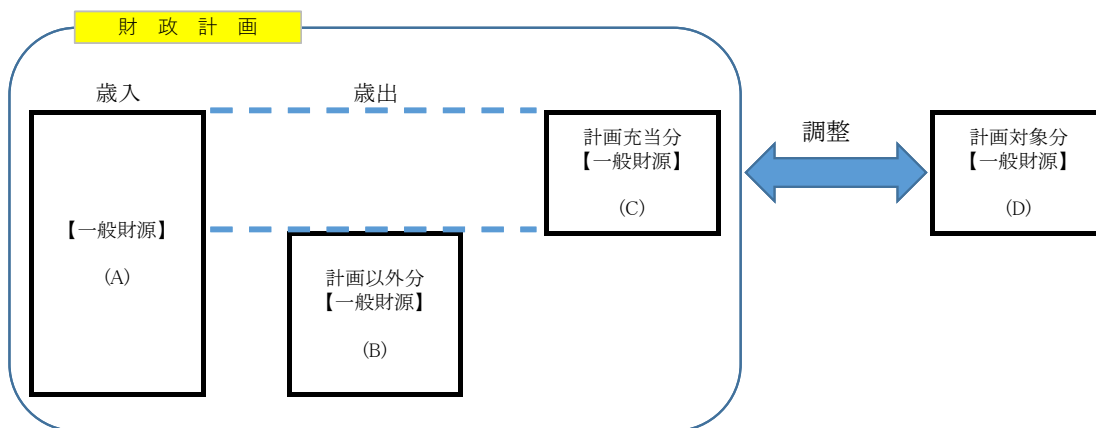 財 政 計 画
歳入
歳出
【一般財源】
(A)
計画以外分
【一般財源】
(B)
計画充当分
【一般財源】
(C)
調整
計画対象分
【一般財源】
(D)